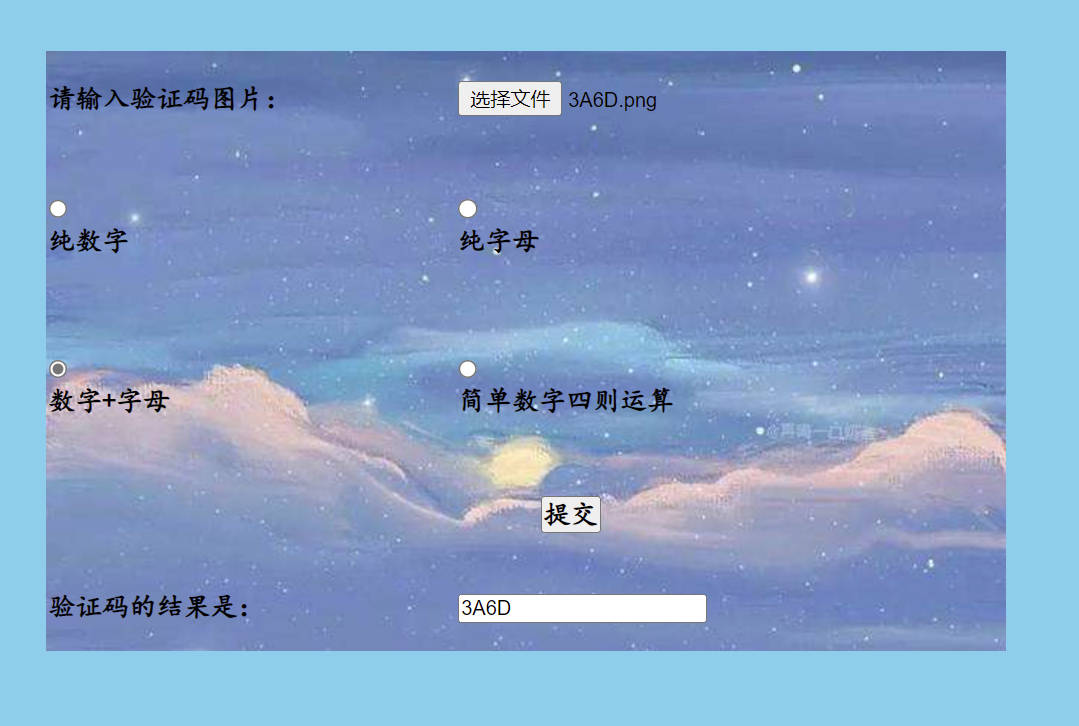 请输入验证码图片：
选择文件 3A6D.png
纯数字
纯字母
数字+字母
简单数字四则运算
提交
验证码的结果是：
3A6D